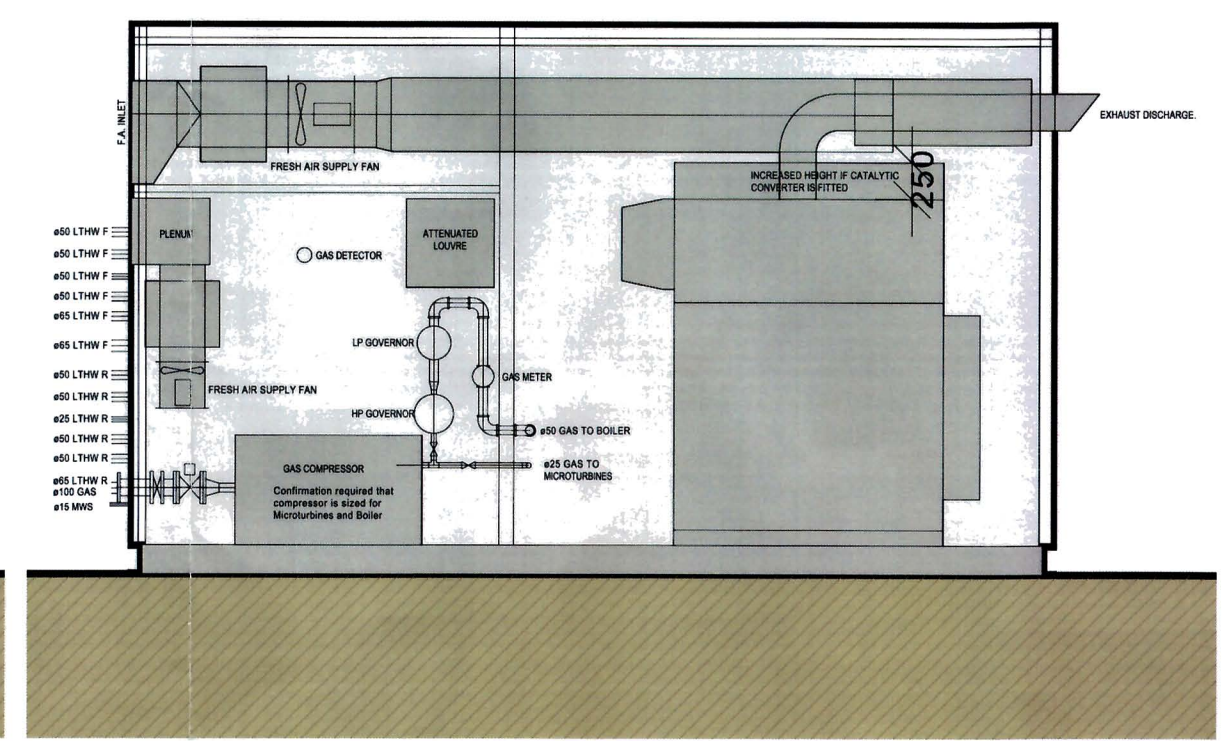 F.A. INLET
EXHAUST DISCHARGE.
FRESH AIR SUPPLY FAN
INCREASED HEIGHT IF CATALYTIC
CONVERTER IS FITTED
250
PLENUM
ATTENUATED
LOUVRE
GAS DETECTOR
ø50 LTHW F
ø50 LTHW F
ø50 LTHW F
ø50 LTHW F
ø65 LTHW F
ø65 LTHW F
ø50 LTHW R
ø50 LTHW R
ø25 LTHW R
ø50 LTHW R
ø50 LTHW R
ø65 LTHW R
ø100 GAS
ø15 MWS
LP GOVERNOR
GAS METER
FRESH AIR SUPPLY FAN
HP GOVERNOR
ø50 GAS TO BOILER
ø25 GAS TO
MICROTURBINES
GAS COMPRESSOR
Confirmation required that
compressor is sized for
Microturbines and Boiler